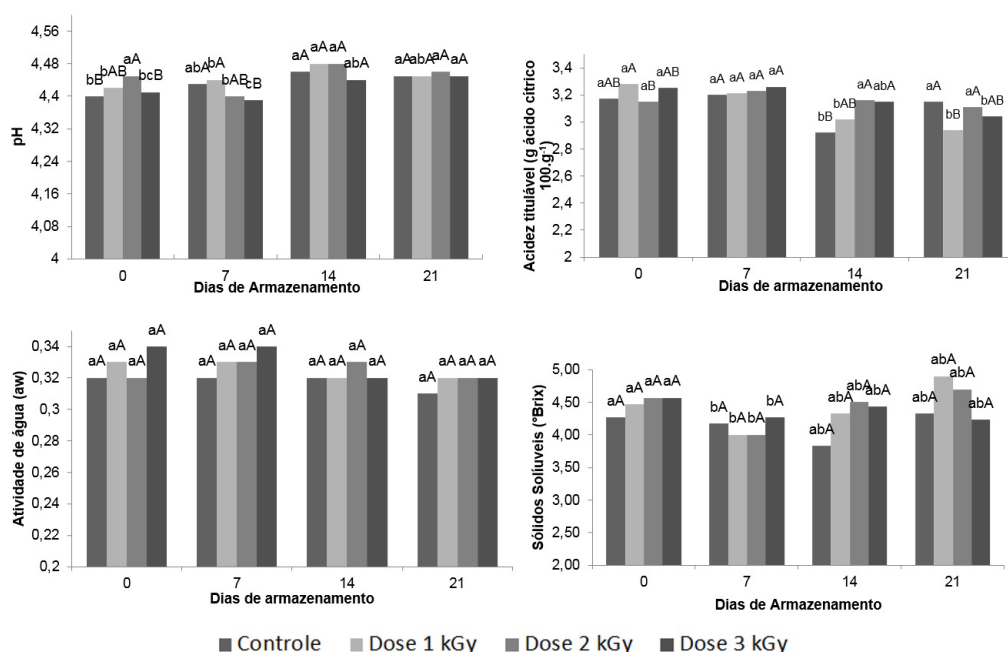 4,56
4,48
4,4
4,32
4,24
4,16
4,08
4
pH
bB bAB aA bcB
abA bA bAB cB
aA aA aA abA
aA abA aA aA
0 7 14 21
Dias de Armazenamento
3,4
3,2
3
2,8
2,6
2,4
2,2
2
Acidez titulável (g ácido cítrico
100.g-¹)
aAB aA aB aAB
aA aA aA aA
bB bAB aA abA
aA bB aA bAB
0 7 14 21
Dias de armazenamento
0,34
0,32
0,3
0,28
0,26
0,24
0,22
0,2
Atividade de água (aw)
aA aA aA aA
aA aA aA aA
aA aA aA aA
aA aA aA aA
0 7 14 21
Dias de armazenamento
5,00
4,50
4,00
3,50
3,00
2,50
2,00
Sólidos Soliuveis (°Brix)
aA aA aA aA
bA bA bA bA
abA abA abA abA
abA abA abA abA
0 7 14 21
Dias de Armazenamento
Controle Dose 1 kGy Dose 2 kGy Dose 3 kGy